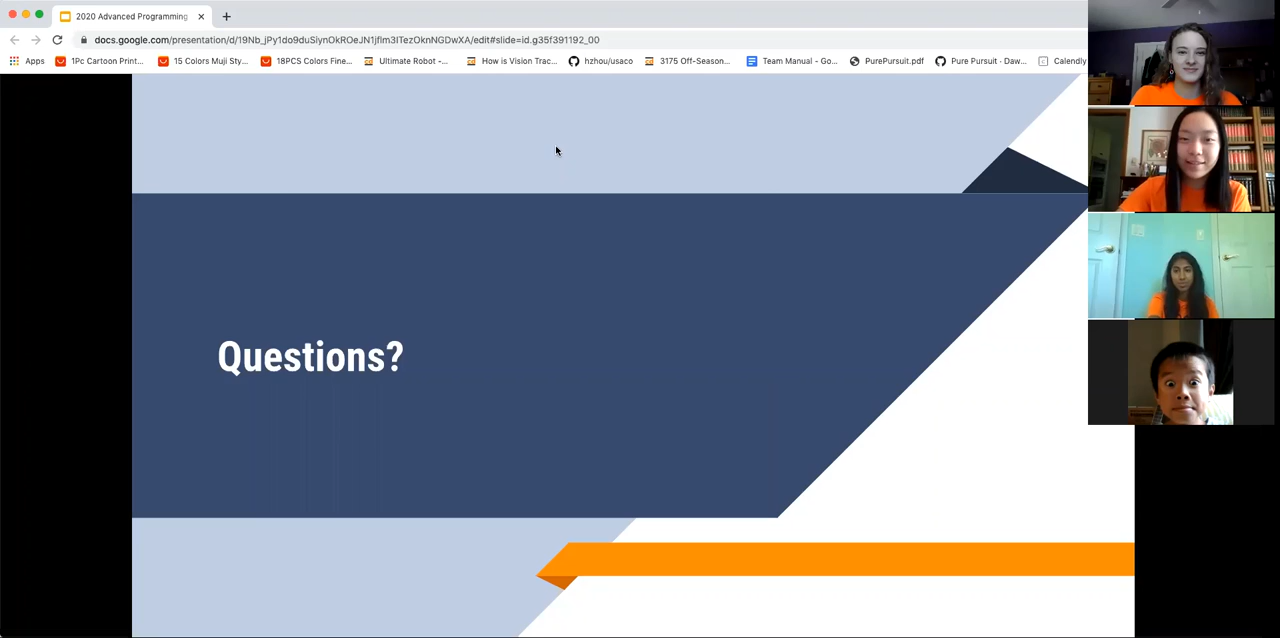 2020 Advanced Programming
docs.google.com/presentation/d/19Nb_jPy1do9duSiynOkROeJN1jflm3ITezOknNGDwXA/edit#slide=id.g35f391192_00
Apps 1Pc Cartoon Print... 15 Colors Muji Sty... 18PCS Colors Fine... Ultimate Robot -... How is Vision Trac... hzhou/usaco 3175 Off-Season... Team Manual - Go... PurePursuit.pdf Pure Pursuit · Daw... Calendly
Questions?